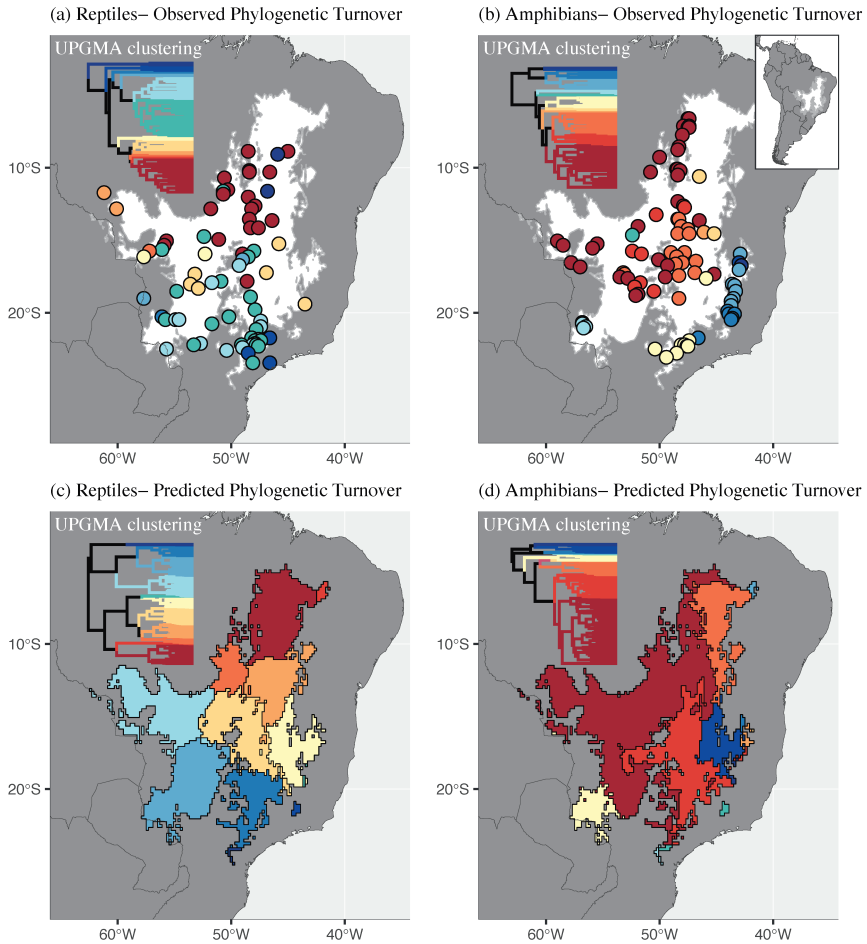 (a) Reptiles– Observed Phylogenetic Turnover
(b) Amphibians– Observed Phylogenetic Turnover
UPGMA clustering
UPGMA clustering
10°S
10°S
20°S
20°S
60°W 50°W 40°W
60°W 50°W 40°W
(c) Reptiles– Predicted Phylogenetic Turnover
(d) Amphibians– Predicted Phylogenetic Turnover
UPGMA clustering
UPGMA clustering
10°S
10°S
20°S
20°S
60°W 50°W 40°W
60°W 50°W 40°W